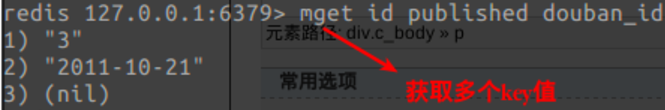 redis 127.0.0.1:6379> mget id published douban_id
元素路径: div.c_body » p
1) "3"
2) "2011-10-21"
常用选项
3) (nil)
获取多个key值